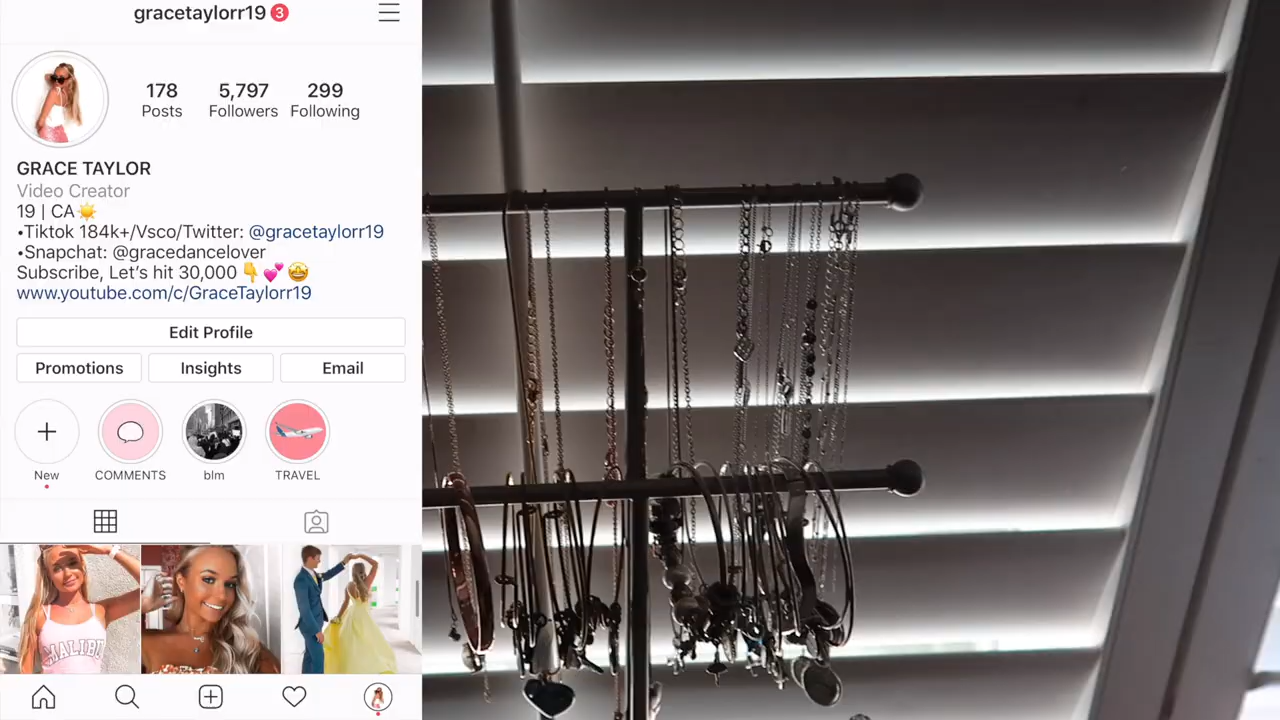 gracetaylorr19 3
178 5,797 299
Posts Followers Following
GRACE TAYLOR
Video Creator
19 | CA☀️
•Tiktok 184k+/Vsco/Twitter: @gracetaylorr19
•Snapchat: @gracedancelover
Subscribe, Let's hit 30,000 👇💕🤩
www.youtube.com/c/GraceTaylorr19
Edit Profile
Promotions Insights Email
New COMMENTS blm TRAVEL
MALIBU